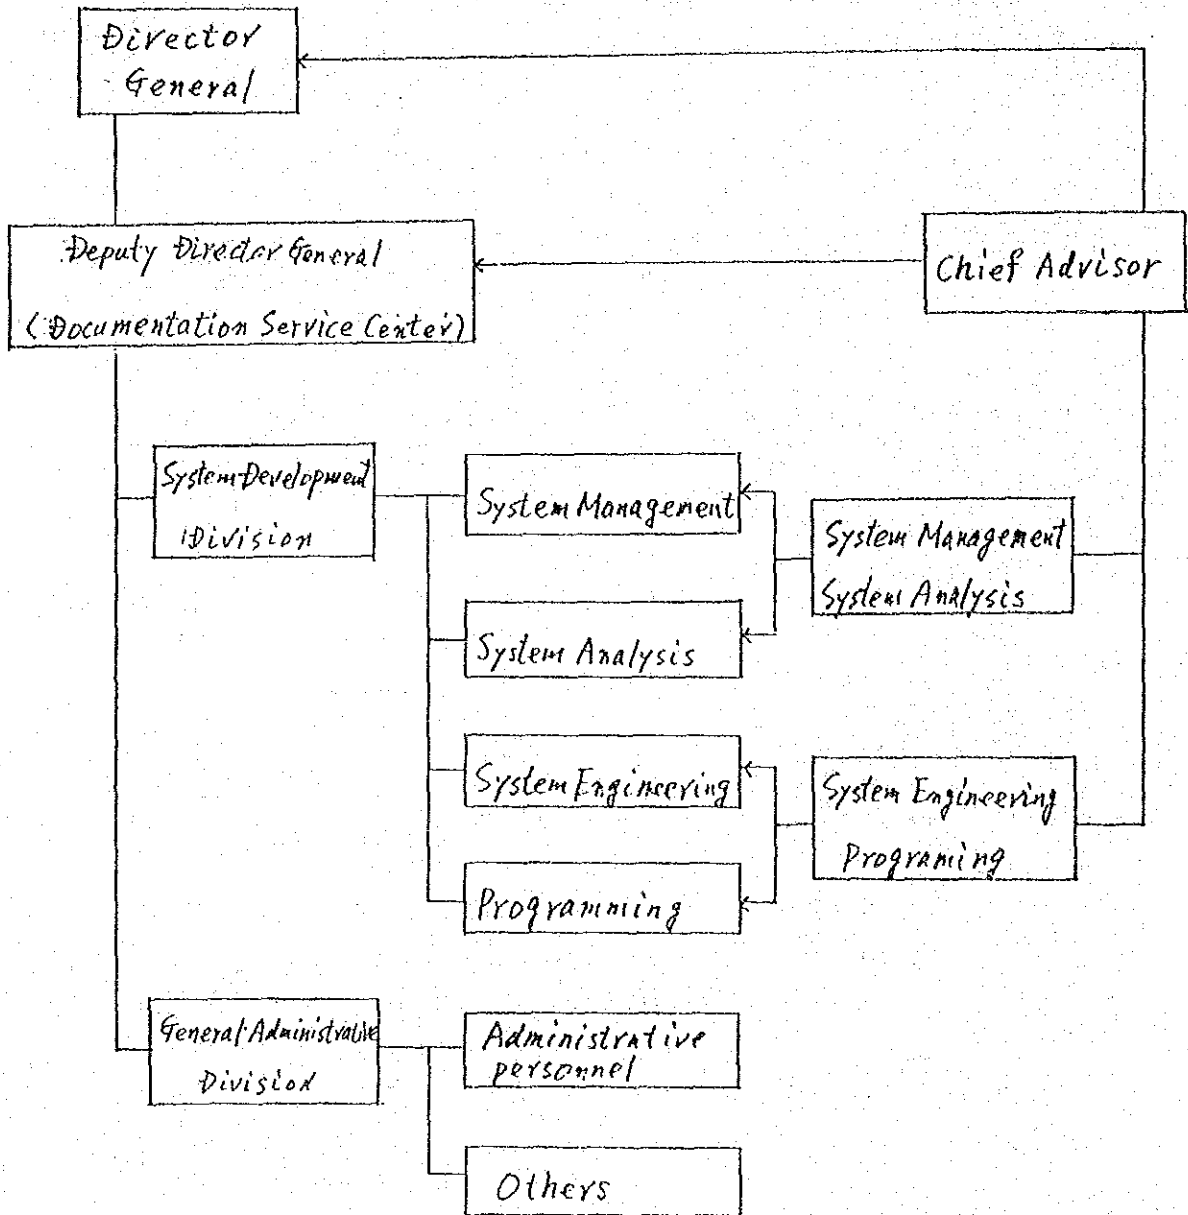 Director
General
Deputy Director General
(Documentation Service Center)
Chief Advisor
System Development
Division
System Management
System Management
System Analysis
System Analysis
System Engineering
System Engineering
Programing
Programming
General Administrative
Division
Administrative
personnel
Others